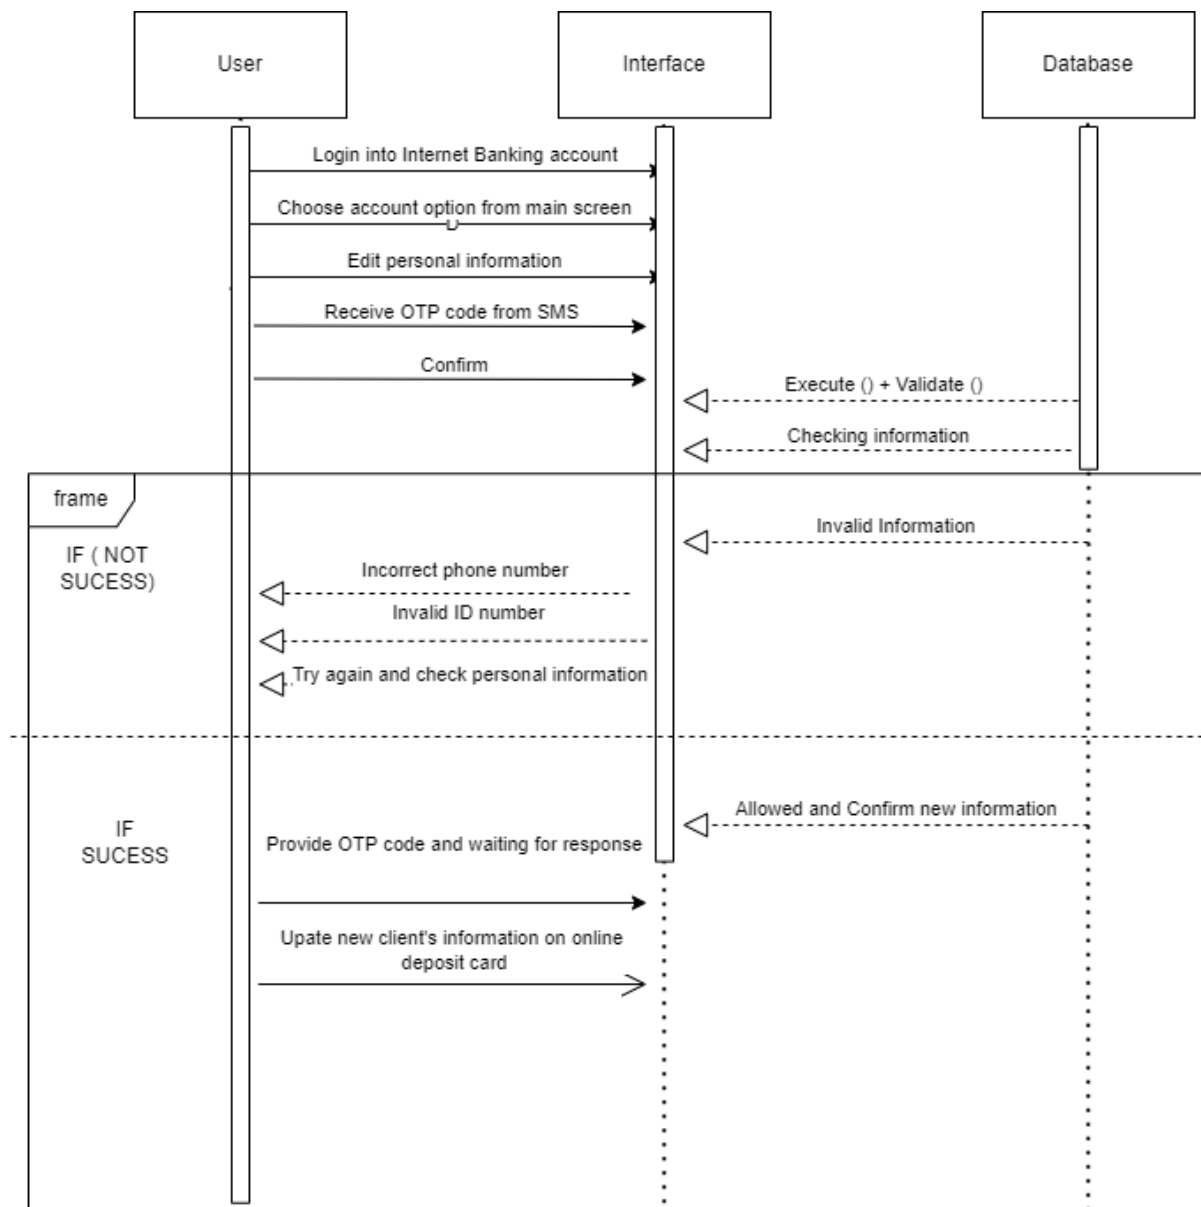 User
Interface
Database
Login into Internet Banking account
Choose account option from main screen
Edit personal information
Receive OTP code from SMS
Confirm
Execute () + Validate ()
Checking information
frame
Invalid Information
IF ( NOT
SUCESS)
Incorrect phone number
Invalid ID number
Try again and check personal information
Allowed and Confirm new information
IF
SUCESS
Provide OTP code and waiting for response
Upate new client's information on online
deposit card